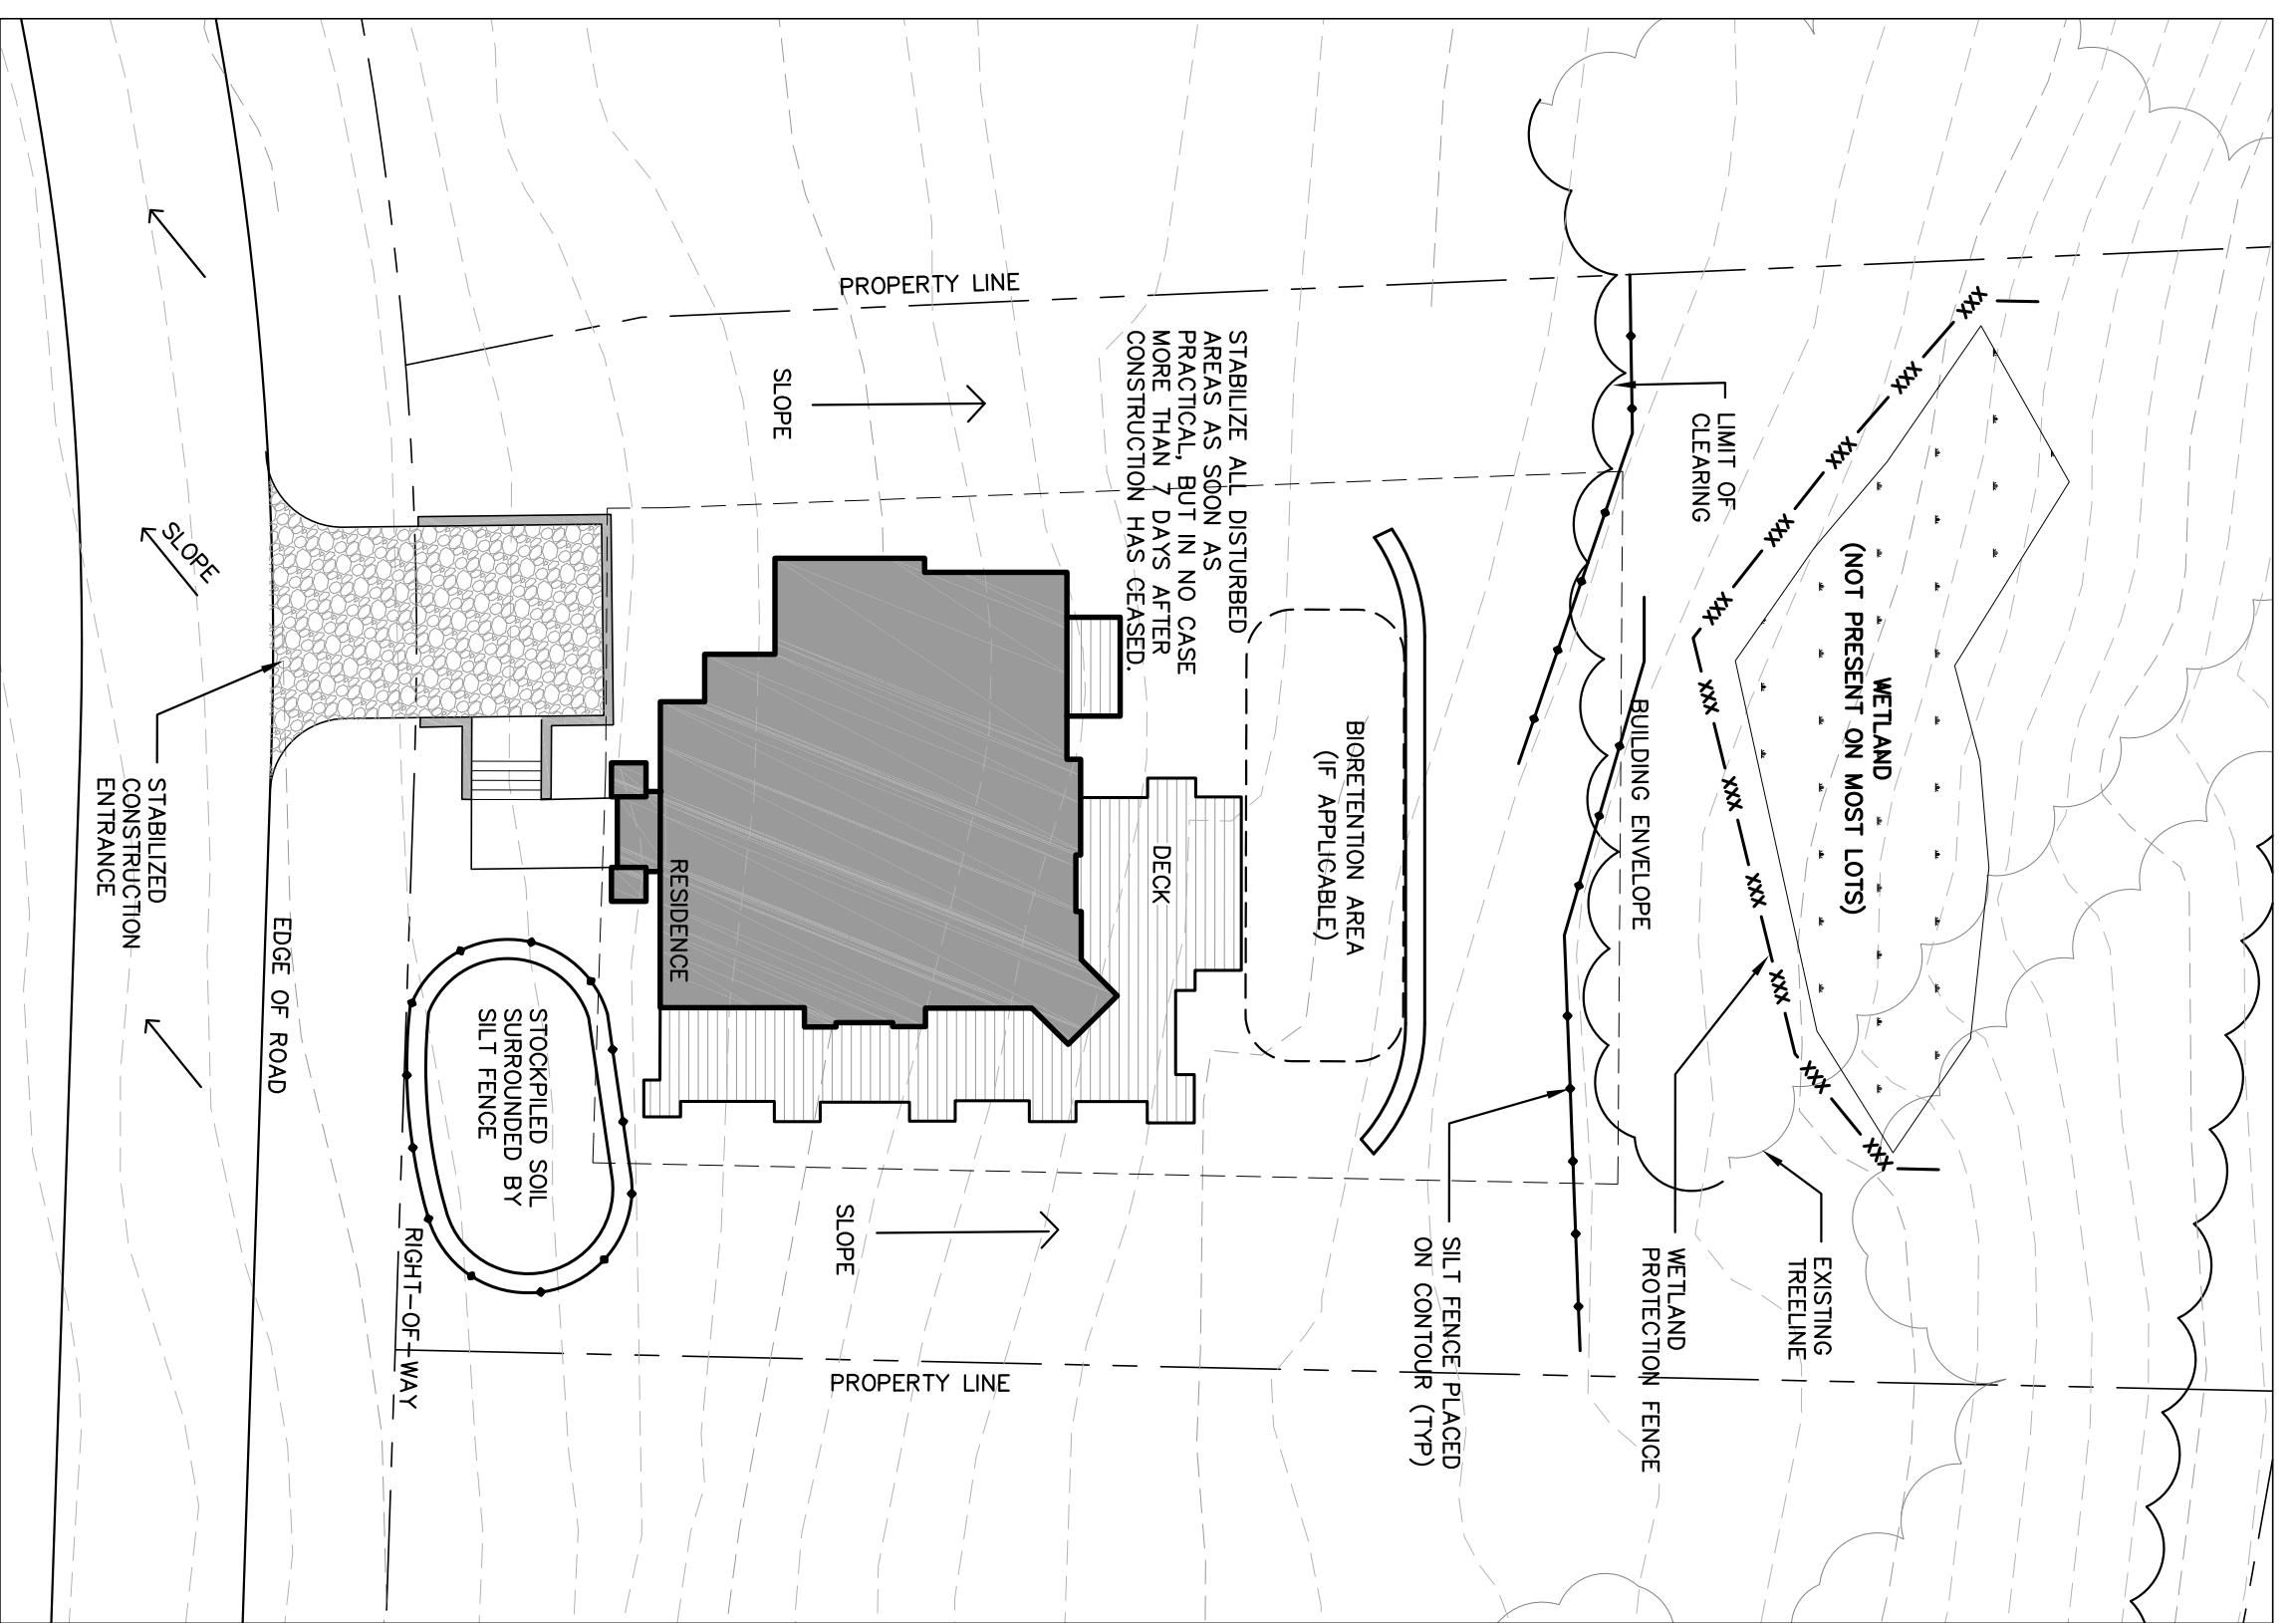 WETLAND
(NOT PRESENT ON MOST LOTS)
EXISTING
TREELINE
LIMIT OF
CLEARING
WETLAND
PROTECTION FENCE
BUILDING ENVELOPE
SILT FENCE PLACED
ON CONTOUR (TYP)
BIORETENTION AREA
(IF APPLICABLE)
STABILIZE ALL DISTURBED
AREAS AS SOON AS
PRACTICAL, BUT IN NO CASE
MORE THAN 7 DAYS AFTER
CONSTRUCTION HAS CEASED.
DECK
PROPERTY LINE
PROPERTY LINE
SLOPE
SLOPE
RESIDENCE
STOCKPILED SOIL
SURROUNDED BY
SILT FENCE
RIGHT-OF-WAY
EDGE OF ROAD
SLOPE
STABILIZED
CONSTRUCTION
ENTRANCE